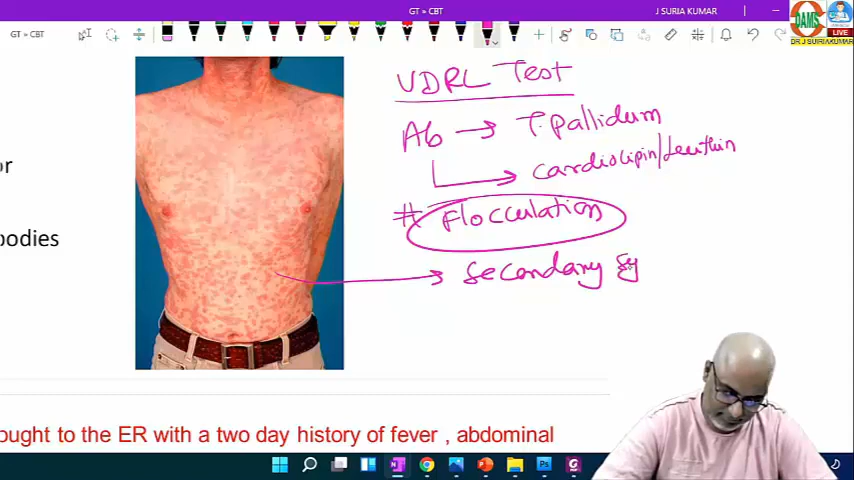 GT » CBT
J SURIA KUMAR
GT » CBT
DAMS
LIVE
DR J SURIAKUMAR
VDRL Test
Ab → T. pallidum
cardiolipin/Lecithin
or
# Flocculation
bodies
secondary sy
ought to the ER with a two day history of fever , abdominal